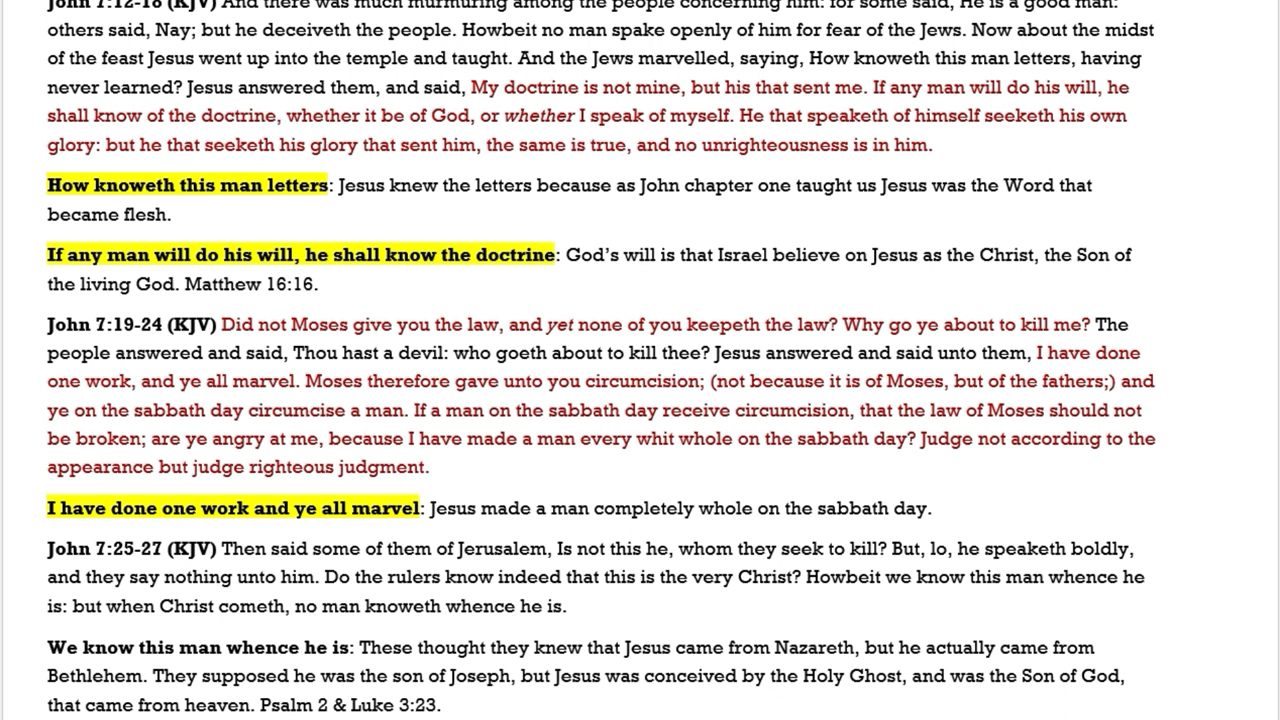 John 7:12-18 (KJV) And there was much murmuring among the people concerning him: for some said, He is a good man:
others said, Nay; but he deceiveth the people. Howbeit no man spake openly of him for fear of the Jews. Now about the midst
of the feast Jesus went up into the temple and taught. And the Jews marvelled, saying, How knoweth this man letters, having
never learned? Jesus answered them, and said, My doctrine is not mine, but his that sent me. If any man will do his will, he
shall know of the doctrine, whether it be of God, or whether I speak of myself. He that speaketh of himself seeketh his own
glory: but he that seeketh his glory that sent him, the same is true, and no unrighteousness is in him.
How knoweth this man letters: Jesus knew the letters because as John chapter one taught us Jesus was the Word that
became flesh.
If any man will do his will, he shall know the doctrine: God’s will is that Israel believe on Jesus as the Christ, the Son of
the living God. Matthew 16:16.
John 7:19-24 (KJV) Did not Moses give you the law, and yet none of you keepeth the law? Why go ye about to kill me? The
people answered and said, Thou hast a devil: who goeth about to kill thee? Jesus answered and said unto them, I have done
one work, and ye all marvel. Moses therefore gave unto you circumcision; (not because it is of Moses, but of the fathers;) and
ye on the sabbath day circumcise a man. If a man on the sabbath day receive circumcision, that the law of Moses should not
be broken; are ye angry at me, because I have made a man every whit whole on the sabbath day? Judge not according to the
appearance but judge righteous judgment.
I have done one work and ye all marvel: Jesus made a man completely whole on the sabbath day.
John 7:25-27 (KJV) Then said some of them of Jerusalem, Is not this he, whom they seek to kill? But, lo, he speaketh boldly,
and they say nothing unto him. Do the rulers know indeed that this is the very Christ? Howbeit we know this man whence he
is: but when Christ cometh, no man knoweth whence he is.
We know this man whence he is: These thought they knew that Jesus came from Nazareth, but he actually came from
Bethlehem. They supposed he was the son of Joseph, but Jesus was conceived by the Holy Ghost, and was the Son of God,
that came from heaven. Psalm 2 & Luke 3:23.